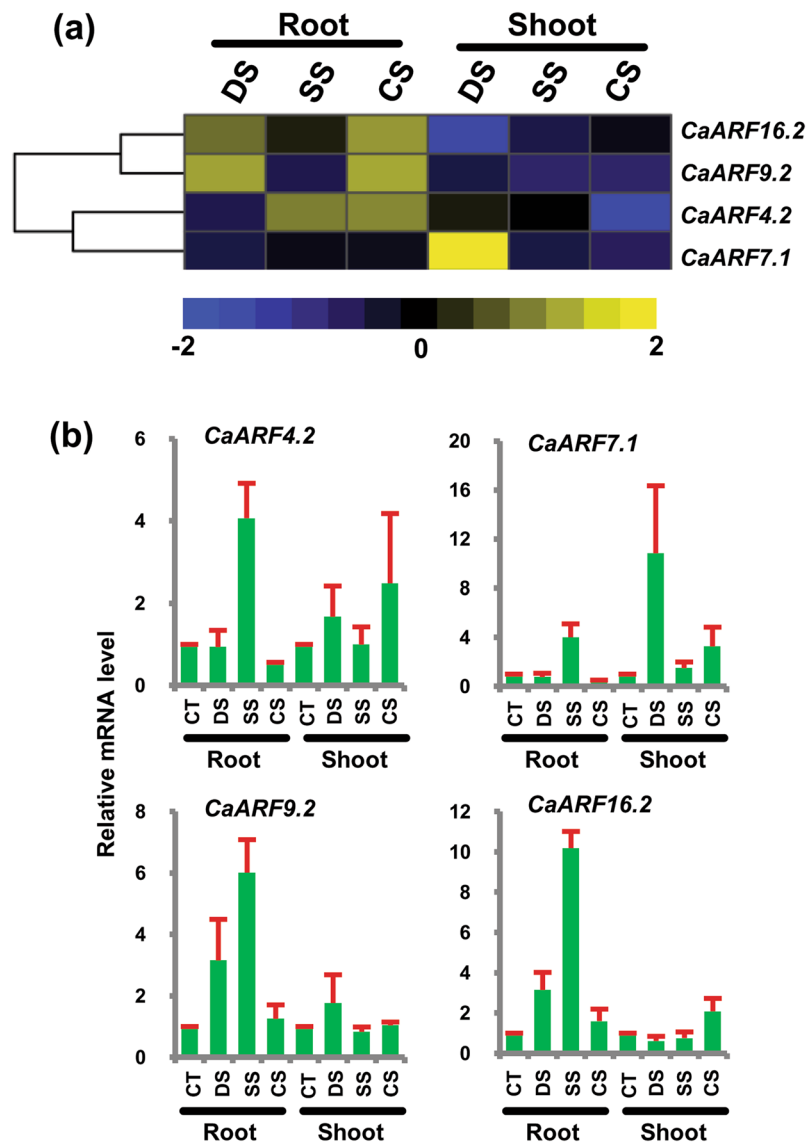 (a)
Root Shoot
DS SS CS DS SS CS
CaARF16.2
CaARF9.2
CaARF4.2
CaARF7.1
-2 0 2
(b)
Relative mRNA level
CaARF4.2
6
4
2
0
CT DS SS CS CT DS SS CS
Root Shoot
CaARF7.1
20
16
12
8
4
0
CT DS SS CS CT DS SS CS
Root Shoot
CaARF9.2
8
6
4
2
0
CT DS SS CS CT DS SS CS
Root Shoot
CaARF16.2
12
10
8
6
4
2
0
CT DS SS CS CT DS SS CS
Root Shoot